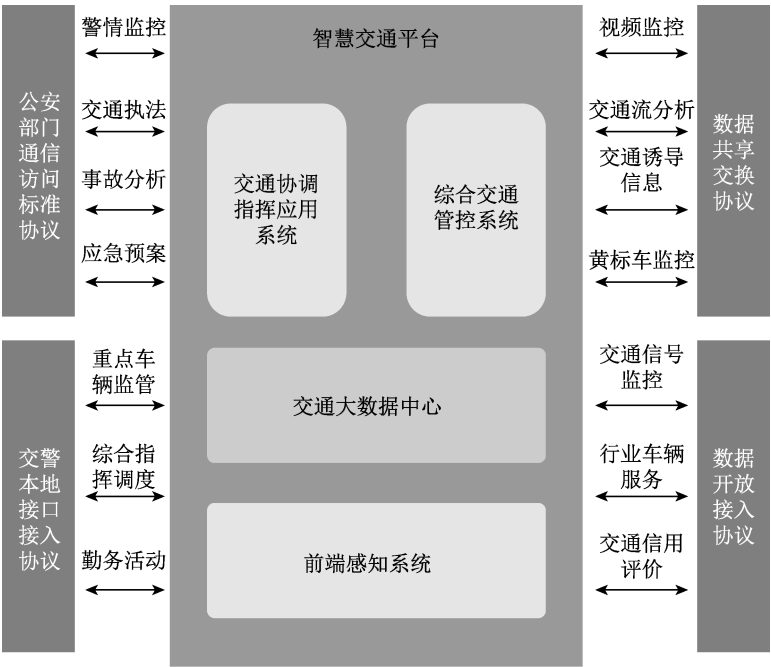 智慧交通平台
公安
部门
通信
访问
标准
协议
警情监控
交通执法
事故分析
应急预案
交警
本地
接口
接入
协议
重点车
辆监管
综合指
挥调度
勤务活动
交通协调
指挥应用
系统
综合交通
管控系统
交通大数据中心
前端感知系统
视频监控
交通流分析
交通诱导
信息
黄标车监控
数据
共享
交换
协议
交通信号
监控
行业车辆
服务
交通信用
评价
数据
开放
接入
协议